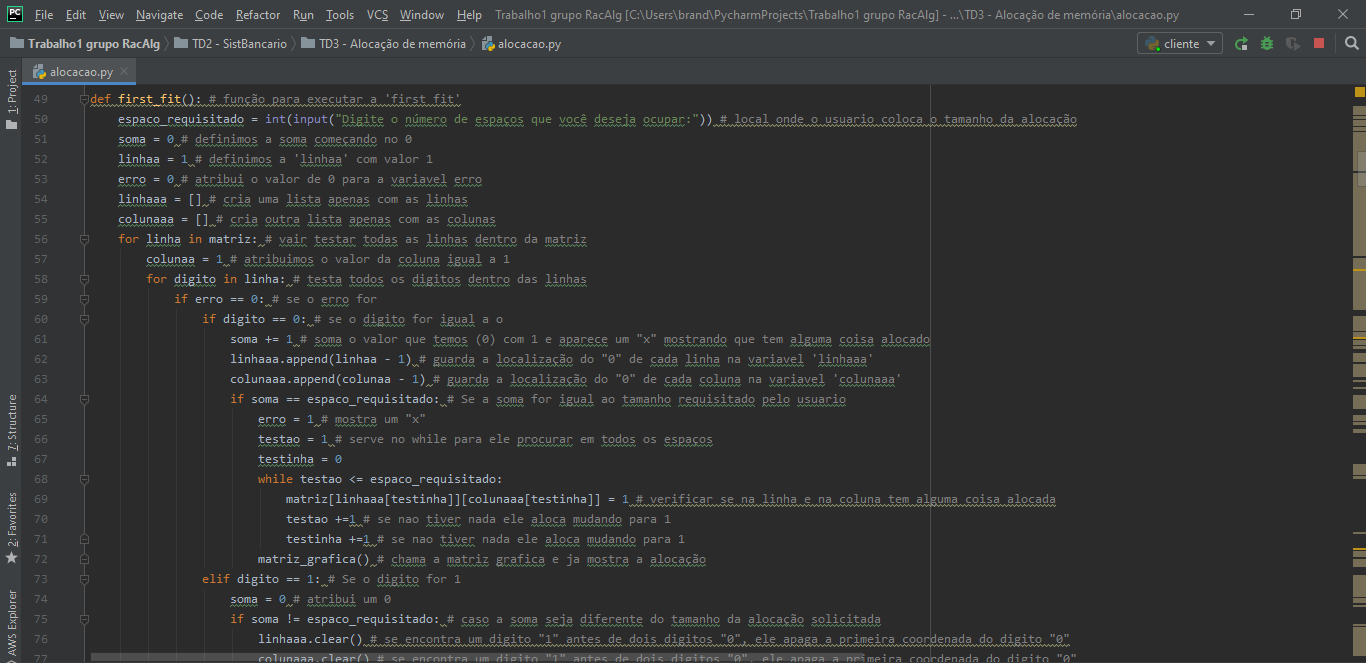 PC File Edit View Navigate Code Refactor Run Tools VCS Window Help Trabalho1 grupo RacAlg [C:\Users\brand\PycharmProjects\Trabalho1 grupo RacAlg] - ...\TD3 - Alocação de memória\alocacao.py
Trabalho1 grupo RacAlg TD2 - SistBancario TD3 - Alocação de memória alocacao.py cliente
alocacao.py
1: Project
7: Structure
2: Favorites
AWS Explorer
49 def first_fit(): # função para executar a 'first fit'
50 espaco_requisitado = int(input("Digite o número de espaços que você deseja ocupar:")) # local onde o usuario coloca o tamanho da alocação
51 soma = 0 # definimos a soma começando no 0
52 linhaa = 1 # definimos a 'linhaa' com valor 1
53 erro = 0 # atribui o valor de 0 para a variavel erro
54 linhaaa = [] # cria uma lista apenas com as linhas
55 colunaaa = [] # cria outra lista apenas com as colunas
56 for linha in matriz: # vair testar todas as linhas dentro da matriz
57 colunaa = 1 # atribuimos o valor da coluna igual a 1
58 for digito in linha: # testa todos os digitos dentro das linhas
59 if erro == 0: # se o erro for
60 if digito == 0: # se o digito for igual a o
61 soma += 1 # soma o valor que temos (0) com 1 e aparece um "x" mostrando que tem alguma coisa alocado
62 linhaaa.append(linhaa - 1) # guarda a localização do "0" de cada linha na variavel 'linhaaa'
63 colunaaa.append(colunaa - 1) # guarda a localização do "0" de cada coluna na variavel 'colunaaa'
64 if soma == espaco_requisitado: # Se a soma for igual ao tamanho requisitado pelo usuario
65 erro = 1 # mostra um "x"
66 testao = 1 # serve no while para ele procurar em todos os espaços
67 testinha = 0
68 while testao <= espaco_requisitado:
69 matriz[linhaaa[testinha]][colunaaa[testinha]] = 1 # verificar se na linha e na coluna tem alguma coisa alocada
70 testao +=1 # se nao tiver nada ele aloca mudando para 1
71 testinha +=1 # se nao tiver nada ele aloca mudando para 1
72 matriz_grafica() # chama a matriz grafica e ja mostra a alocação
73 elif digito == 1: # Se o digito for 1
74 soma = 0 # atribui um 0
75 if soma != espaco_requisitado: # caso a soma seja diferente do tamanho da alocação solicitada
76 linhaaa.clear() # se encontra um digito "1" antes de dois digitos "0", ele apaga a primeira coordenada do digito "0"
77 colunaaa.clear() # se encontra um digito "1" antes de dois digitos "0", ele apaga a primeira coordenada do digito "0"